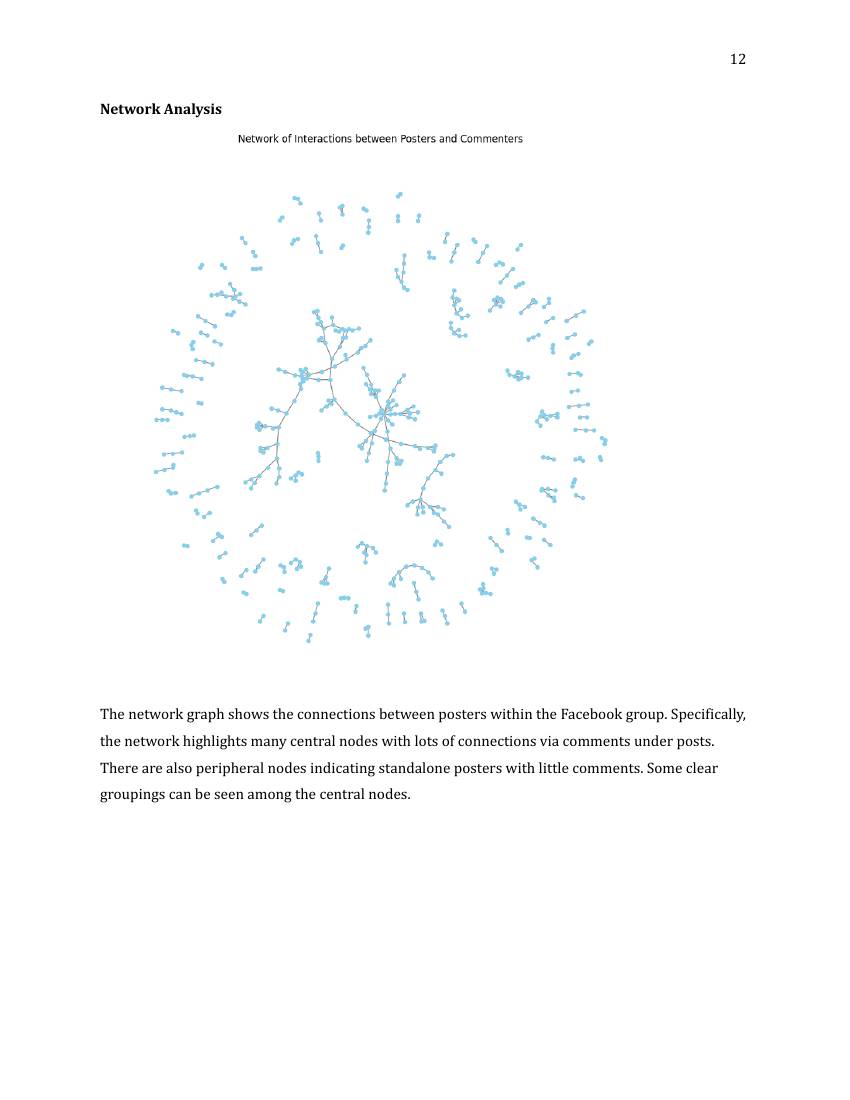 12
Network Analysis
Network of Interactions between Posters and Commenters
The network graph shows the connections between posters within the Facebook group. Specifically,
the network highlights many central nodes with lots of connections via comments under posts.
There are also peripheral nodes indicating standalone posters with little comments. Some clear
groupings can be seen among the central nodes.